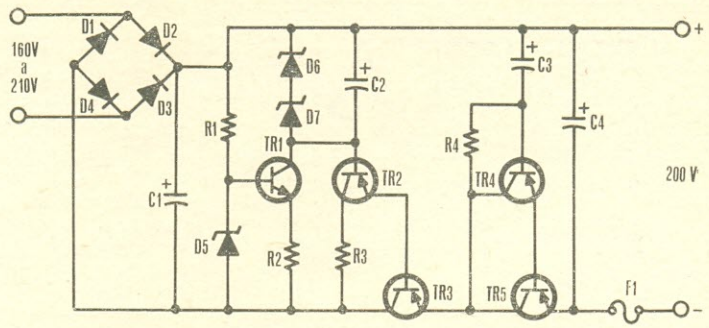 160V
a
210V
D1
D2
D4
D3
C1
R1
D5
TR1
D6
D7
R2
C2
TR2
R3
TR3
R4
C3
TR4
TR5
C4
200 V
F1
+
-
+
+
+
+